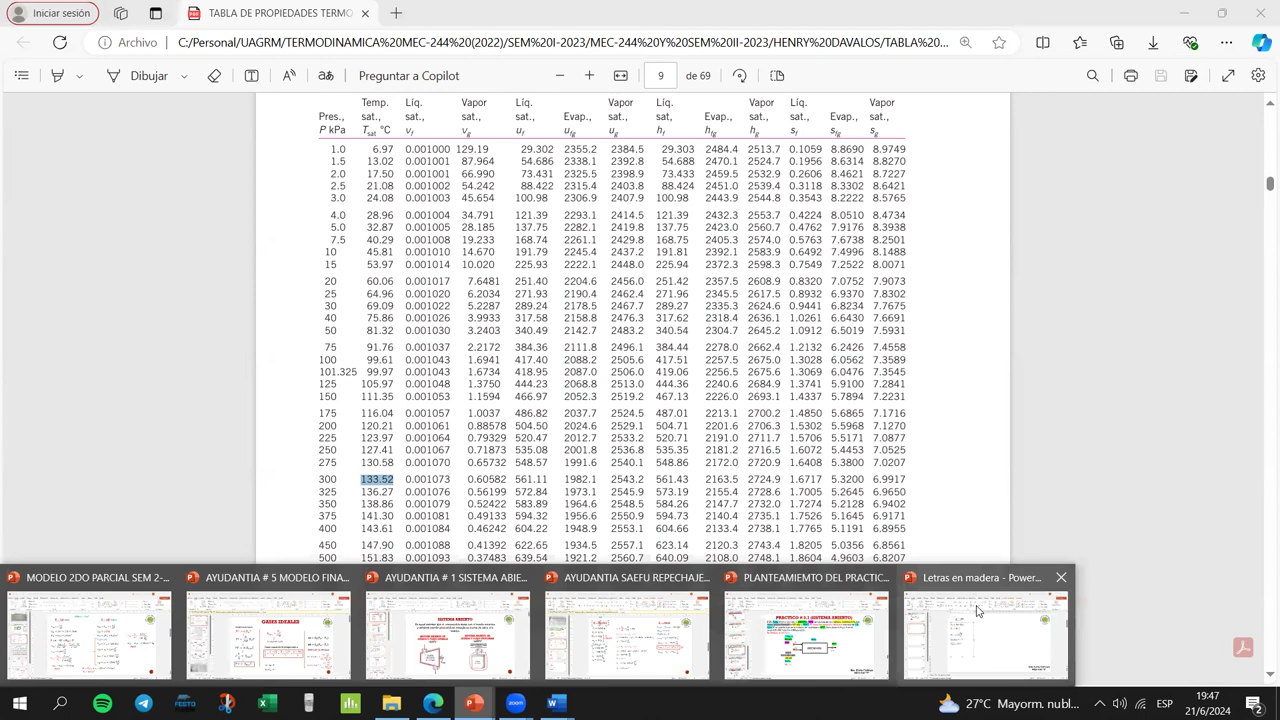 Iniciar sesión
TABLA DE PROPIEDADES TERMO
Archivo C:/Personal/UAGRM/TERMODINAMICA%20MEC-244%20(2022)/SEM%20I-2023/MEC-244%20Y%20SEM%20II-2023/HENRY%20DAVALOS/TABLA%20...
Dibujar Preguntar a Copilot 9 de 69
Temp. Líq. Vapor Líq. Vapor Líq. Vapor Líq. Vapor
Pres., sat., sat., sat., sat., Evap., sat., sat, Evap., sat., sat., Evap., sat.,
P kPa Tsat °C vf vg uf ufg ug hf hfg hg sf sfg sg
1.0 6.97 0.001000 129.19 29.302 2355.2 2384.5 29.303 2484.4 2513.7 0.1059 8.8690 8.9749
1.5 13.02 0.001001 87.964 54.686 2338.1 2392.8 54.688 2470.1 2524.7 0.1956 8.6314 8.8270
2.0 17.50 0.001001 66.990 73.431 2325.5 2398.9 73.433 2459.5 2532.9 0.2606 8.4621 8.7227
2.5 21.08 0.001002 54.242 88.422 2315.4 2403.8 88.424 2451.0 2539.4 0.3118 8.3302 8.6421
3.0 24.08 0.001003 45.654 100.98 2306.9 2407.9 100.98 2443.9 2544.8 0.3543 8.2222 8.5765
4.0 28.96 0.001004 34.791 121.39 2293.1 2414.5 121.39 2432.3 2553.7 0.4224 8.0510 8.4734
5.0 32.87 0.001005 28.185 137.75 2282.1 2419.8 137.75 2423.0 2560.7 0.4762 7.9176 8.3938
7.5 40.29 0.001008 19.233 168.74 2261.1 2429.8 168.75 2405.3 2574.0 0.5763 7.6738 8.2501
10 45.81 0.001010 14.670 191.79 2245.4 2437.2 191.81 2392.1 2583.9 0.6492 7.4996 8.1488
15 53.97 0.001014 10.020 225.93 2222.1 2448.0 225.94 2372.3 2598.3 0.7549 7.2522 8.0071
20 60.06 0.001017 7.6481 251.40 2204.6 2456.0 251.42 2357.5 2608.9 0.8320 7.0752 7.9073
25 64.96 0.001020 6.2034 271.93 2190.4 2462.4 271.96 2345.5 2617.5 0.8932 6.9370 7.8302
30 69.09 0.001022 5.2287 289.24 2178.5 2467.7 289.27 2335.3 2624.6 0.9441 6.8234 7.7675
40 75.86 0.001026 3.9933 317.58 2158.8 2476.3 317.62 2318.4 2636.1 1.0261 6.6430 7.6691
50 81.32 0.001030 3.2403 340.49 2142.7 2483.2 340.54 2304.7 2645.2 1.0912 6.5019 7.5931
75 91.76 0.001037 2.2172 384.36 2111.8 2496.1 384.44 2278.0 2662.4 1.2132 6.2426 7.4558
100 99.61 0.001043 1.6941 417.40 2088.2 2505.6 417.51 2257.5 2675.0 1.3028 6.0562 7.3589
101.325 99.97 0.001043 1.6734 418.95 2087.0 2506.0 419.06 2256.5 2675.6 1.3069 6.0476 7.3545
125 105.97 0.001048 1.3750 444.23 2068.8 2513.0 444.36 2240.6 2684.9 1.3741 5.9100 7.2841
150 111.35 0.001053 1.1594 466.97 2052.3 2519.2 467.13 2226.0 2693.1 1.4337 5.7894 7.2231
175 116.04 0.001057 1.0037 486.82 2037.7 2524.5 487.01 2213.1 2700.2 1.4850 5.6865 7.1716
200 120.21 0.001061 0.88578 504.50 2024.6 2529.1 504.71 2201.6 2706.3 1.5302 5.5968 7.1270
225 123.97 0.001064 0.79329 520.47 2012.7 2533.2 520.71 2191.0 2711.7 1.5706 5.5171 7.0877
250 127.41 0.001067 0.71873 535.08 2001.8 2536.8 535.35 2181.2 2716.5 1.6072 5.4453 7.0525
275 130.58 0.001070 0.65732 548.57 1991.6 2540.1 548.86 2172.0 2720.9 1.6408 5.3800 7.0207
300 133.52 0.001073 0.60582 561.11 1982.1 2543.2 561.43 2163.5 2724.9 1.6717 5.3200 6.9917
325 136.27 0.001076 0.56199 572.84 1973.1 2545.9 573.19 2155.4 2728.6 1.7005 5.2645 6.9650
350 138.86 0.001079 0.52422 583.89 1964.6 2548.5 584.26 2147.7 2732.0 1.7274 5.2128 6.9402
375 141.30 0.001081 0.49133 594.32 1956.6 2550.9 594.73 2140.4 2735.1 1.7526 5.1645 6.9171
400 143.61 0.001084 0.46242 604.22 1948.9 2553.1 604.66 2133.4 2738.1 1.7765 5.1191 6.8955
450 147.90 0.001088 0.41392 622.65 1934.5 2557.1 623.14 2120.3 2743.4 1.8205 5.0356 6.8561
500 151.83 0.001093 0.37483 639.54 1921.2 2560.7 640.09 2108.0 2748.1 1.8604 4.9603 6.8207
MODELO 2DO PARCIAL SEM 2-... AYUDANTIA # 5 MODELO FINA... AYUDANTIA # 1 SISTEMA ABIE... AYUDANTIA SAEFU REPECHAJE... PLANTEAMIEMTO DEL PRACTIC... Letras en madera - Power...
GASES IDEALES SISTEMA ABIERTO
27°C Mayorm. nubl... ESP 19:47
21/6/2024 2